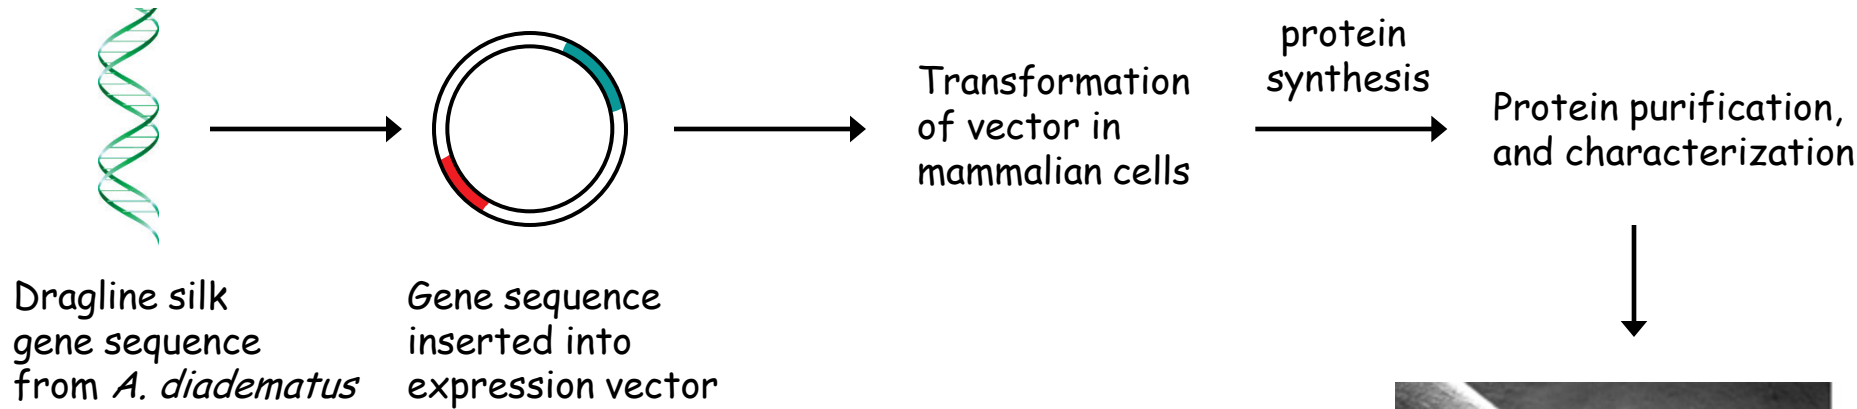 Dragline silk
gene sequence
from A. diadematus
Gene sequence
inserted into
expression vector
Transformation
of vector in
mammalian cells
protein
synthesis
Protein purification,
and characterization